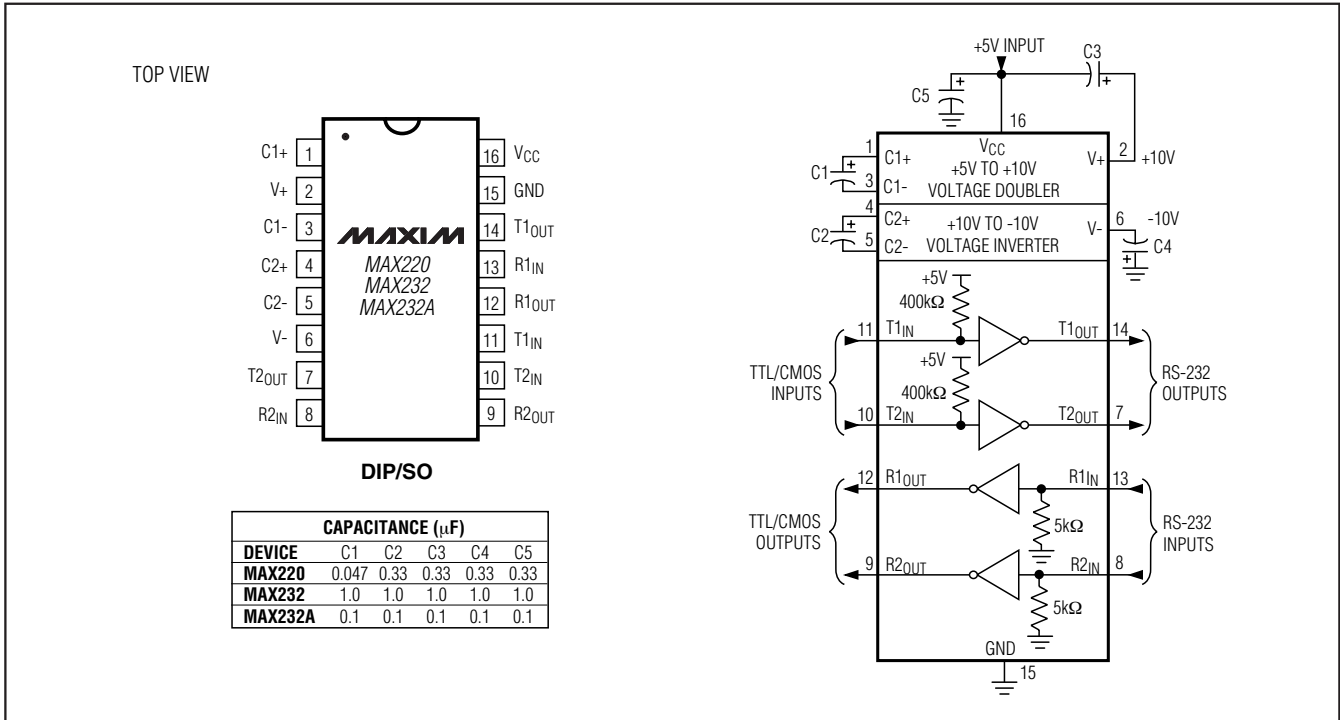 TOP VIEW
C1+ 1
V+ 2
C1- 3
C2+ 4
C2- 5
V- 6
T2OUT 7
R2IN 8
16 VCC
15 GND
14 T1OUT
13 R1IN
12 R1OUT
11 T1IN
10 T2IN
9 R2OUT
MAXIM
MAX220
MAX232
MAX232A
DIP/SO
CAPACITANCE (μF)
DEVICE C1 C2 C3 C4 C5
MAX220 0.047 0.33 0.33 0.33 0.33
MAX232 1.0 1.0 1.0 1.0 1.0
MAX232A 0.1 0.1 0.1 0.1 0.1
+5V INPUT
C3
+
C5
+
16
VCC
1
C1+
C1
+
3
C1-
+5V TO +10V
VOLTAGE DOUBLER
V+
2
+10V
+
4
C2+
C2
+
5
C2-
+10V TO -10V
VOLTAGE INVERTER
V-
6
-10V
C4
+
+5V
400kΩ
11 T1IN
T1OUT 14
+5V
400kΩ
10 T2IN
T2OUT 7
TTL/CMOS
INPUTS
RS-232
OUTPUTS
12 R1OUT
R1IN 13
5kΩ
9 R2OUT
R2IN 8
5kΩ
TTL/CMOS
OUTPUTS
RS-232
INPUTS
GND
15